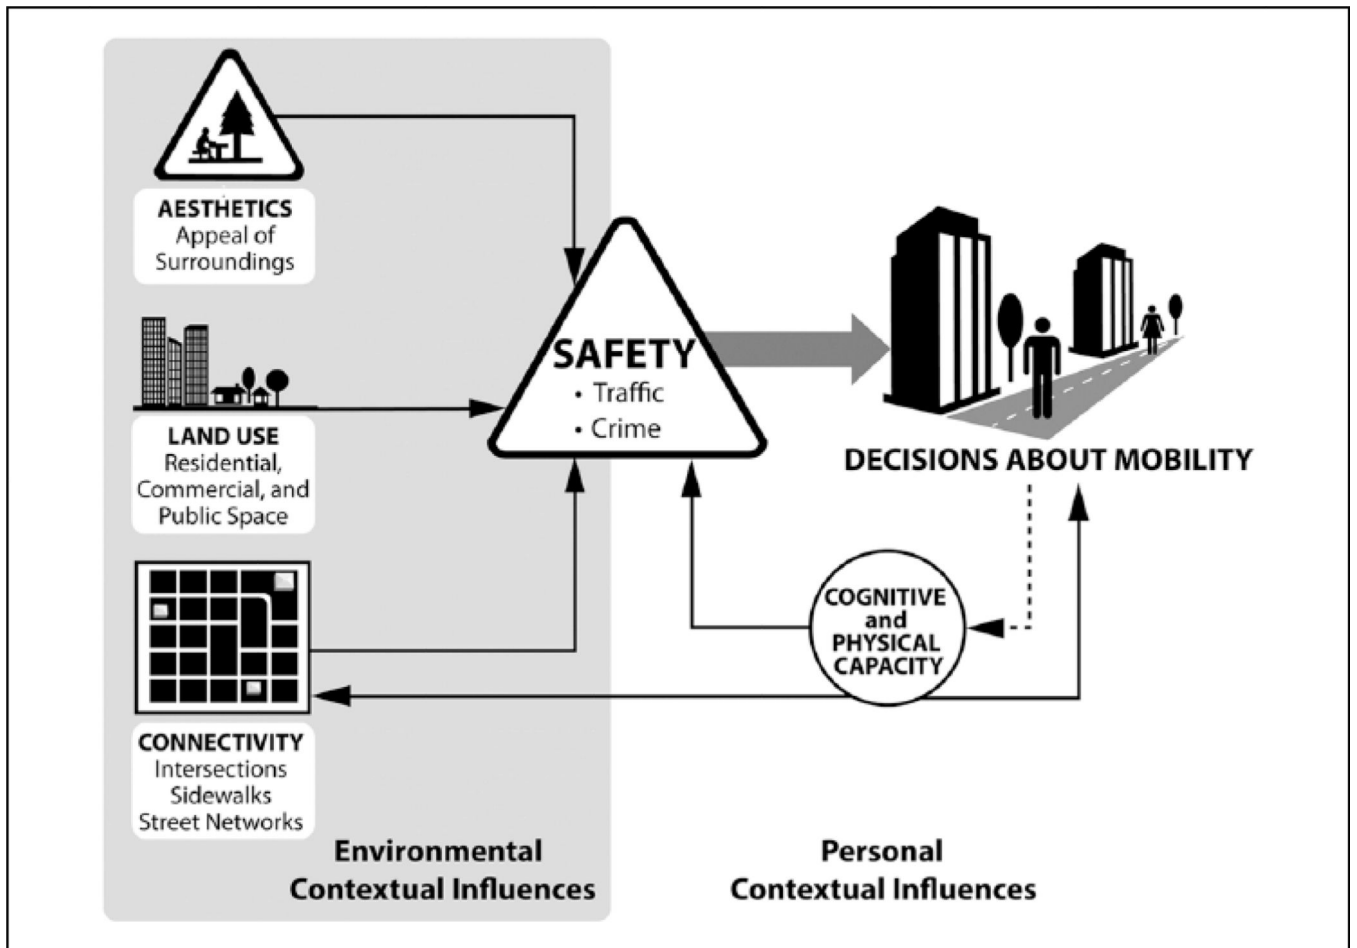 AESTHETICS
Appeal of
Surroundings
LAND USE
Residential,
Commercial, and
Public Space
CONNECTIVITY
Intersections
Sidewalks
Street Networks
SAFETY
• Traffic
• Crime
DECISIONS ABOUT MOBILITY
COGNITIVE
and
PHYSICAL
CAPACITY
Environmental
Contextual Influences
Personal
Contextual Influences